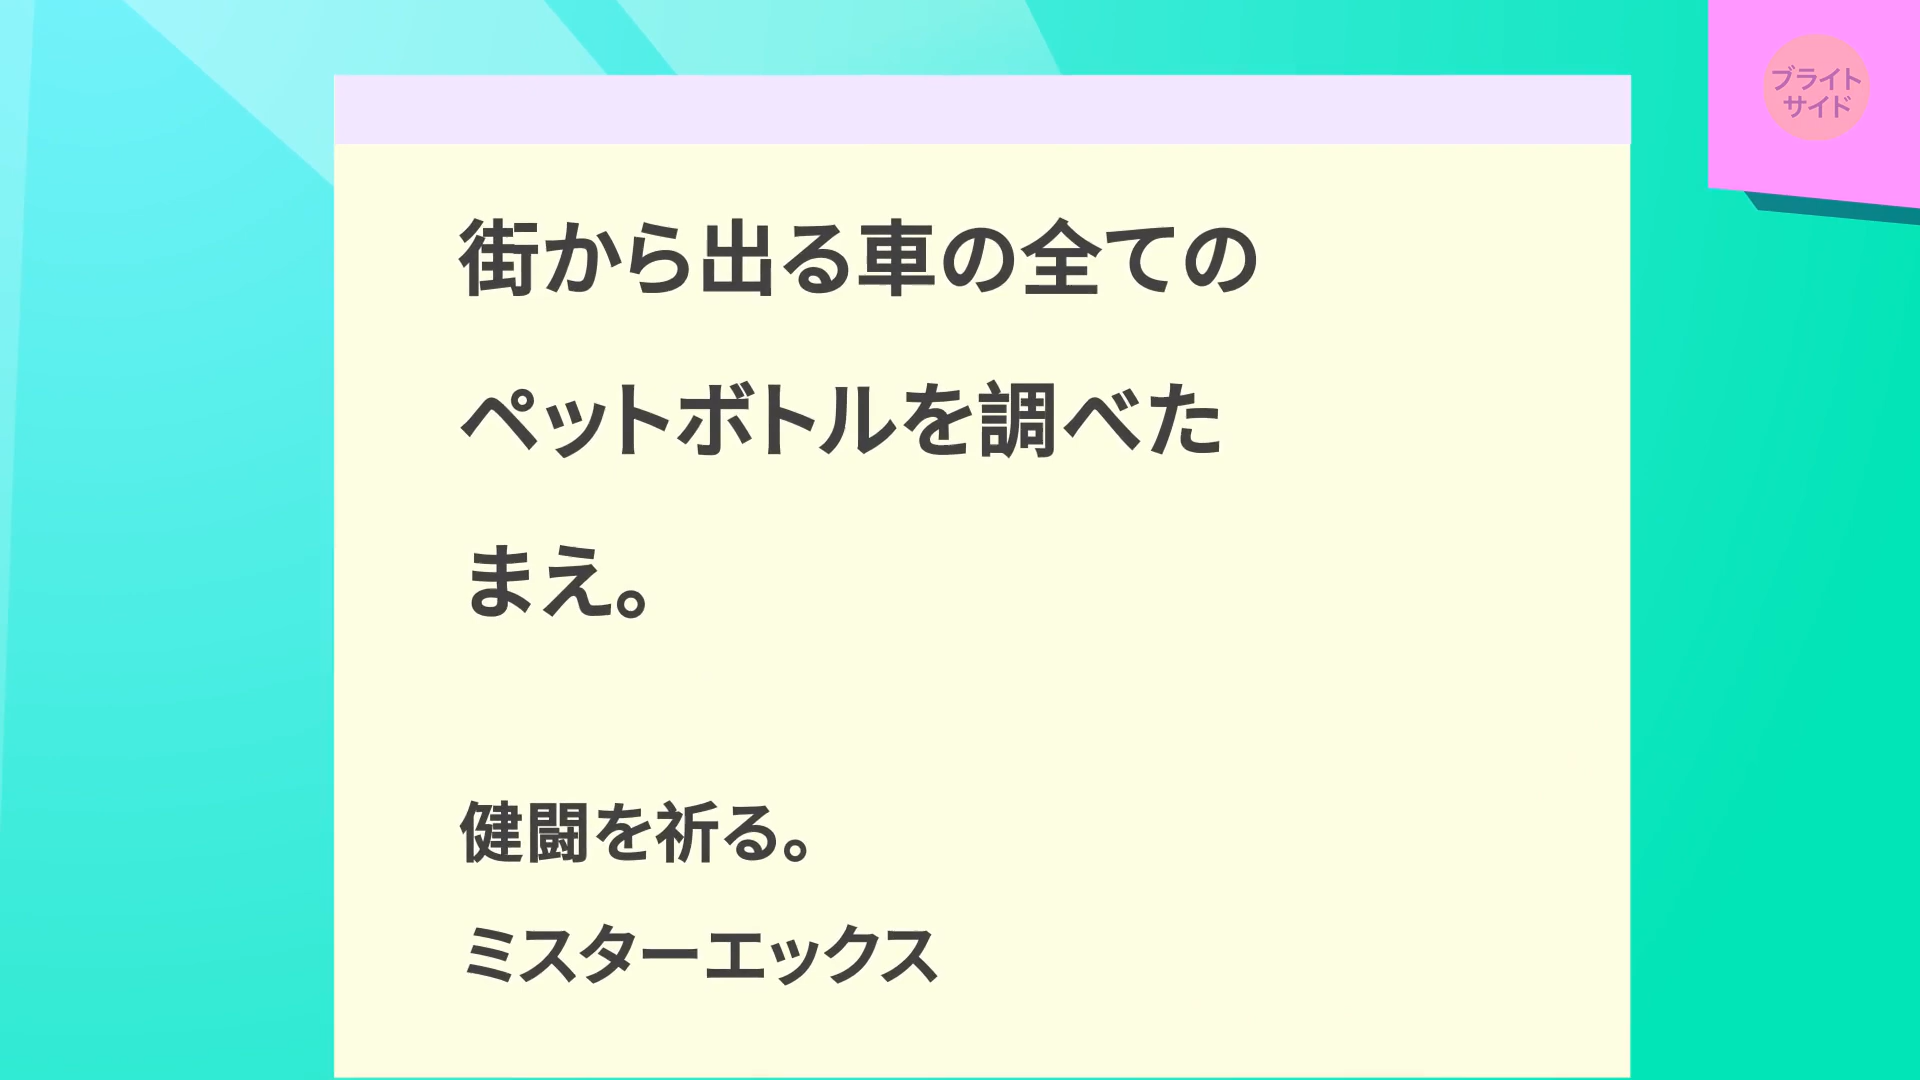 街から出る車の全ての
ペットボトルを調べた
まえ。
健闘を祈る。
ミスターエックス
ブライト
サイド